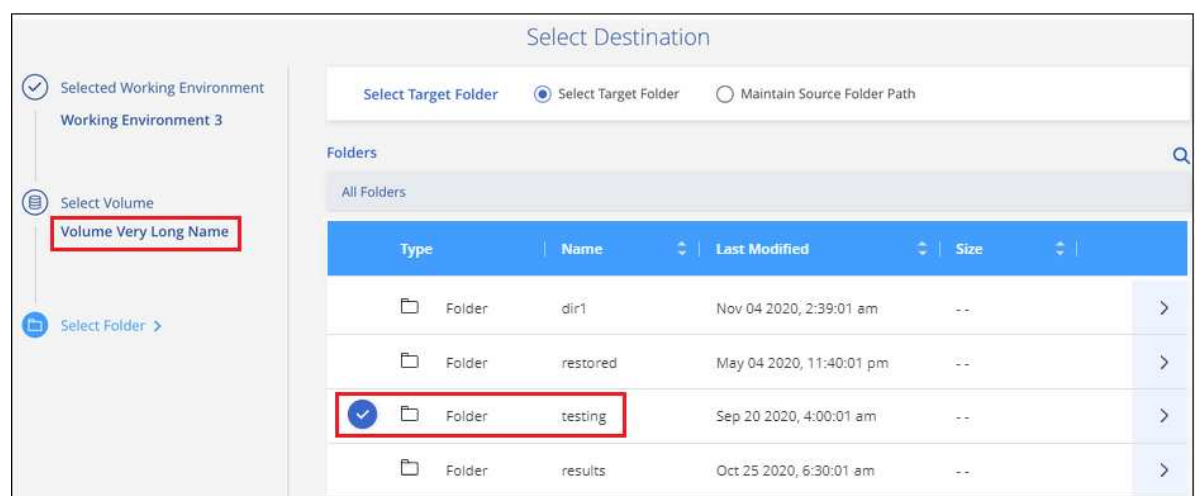 Select Destination
Selected Working Environment
Working Environment 3
Select Volume
Volume Very Long Name
Select Folder >
Select Target Folder Select Target Folder Maintain Source Folder Path
Folders
All Folders
Type Name Last Modified Size
Folder dir1 Nov 04 2020, 2:39:01 am --
Folder restored May 04 2020, 11:40:01 pm --
Folder testing Sep 20 2020, 4:00:01 am --
Folder results Oct 25 2020, 6:30:01 am --